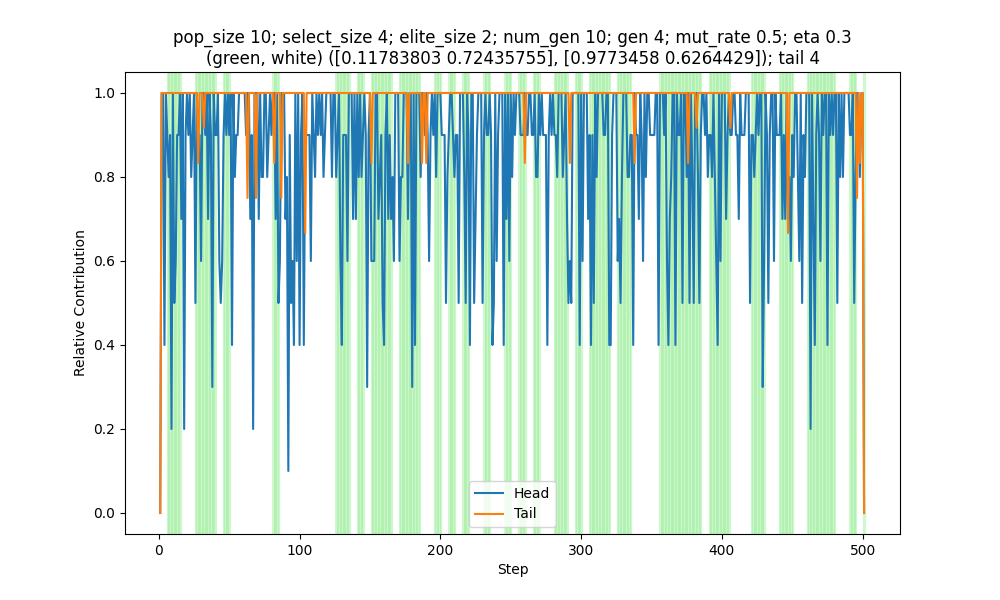 pop_size 10; select_size 4; elite_size 2; num_gen 10; gen 4; mut_rate 0.5; eta 0.3
(green, white) ([0.11783803 0.72435755], [0.9773458 0.6264429]); tail 4
1.0
0.8
0.6
0.4
0.2
0.0
Relative Contribution
Head
Tail
0
100
200
300
400
500
Step